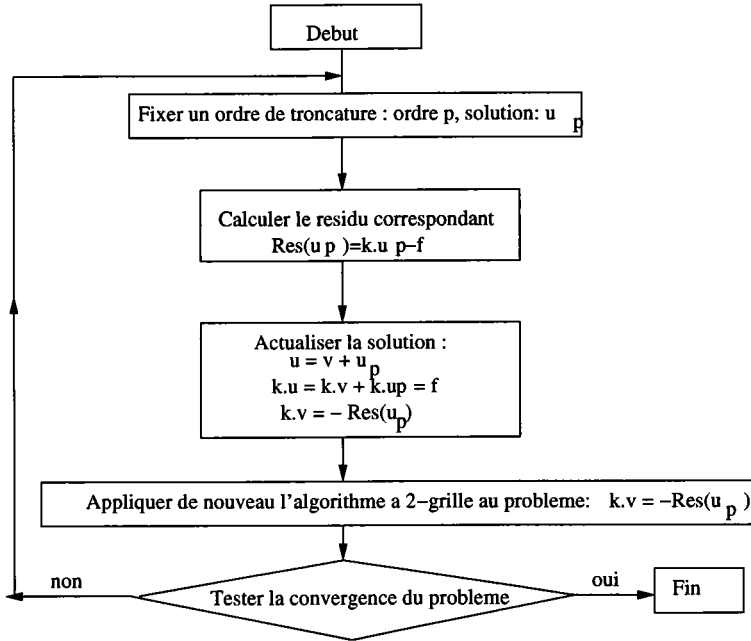 Debut
Fixer un ordre de troncature : ordre p, solution: u p
Calculer le residu correspondant
Res(u p )=k.u p−f
Actualiser la solution :
u = v + u p
k.u = k.v + k.up = f
k.v = − Res(u p)
Appliquer de nouveau l'algorithme a 2−grille au probleme: k.v = −Res(u p )
non
Tester la convergence du probleme
oui
Fin